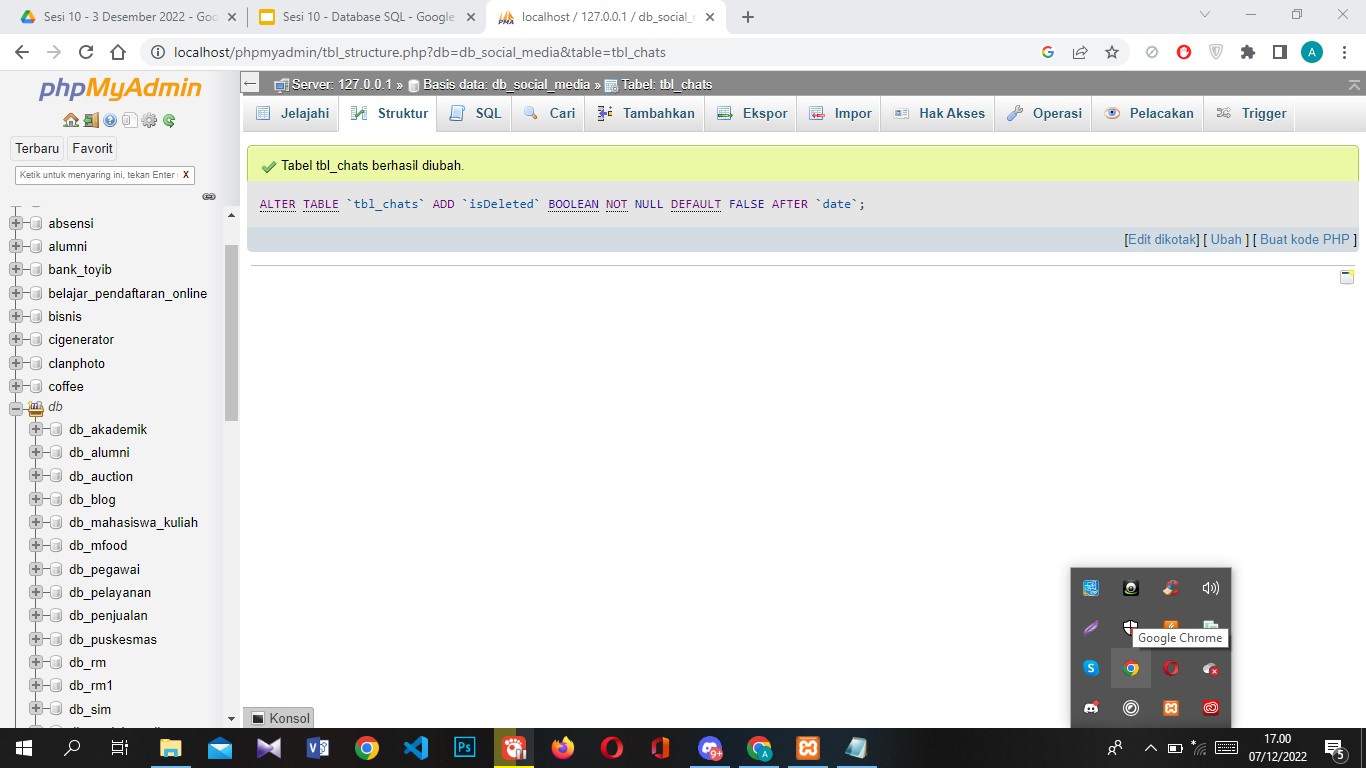 Sesi 10 - 3 Desember 2022 - Goo
Sesi 10 - Database SQL - Google
localhost / 127.0.0.1 / db_social_r
localhost/phpmyadmin/tbl_structure.php?db=db_social_media&table=tbl_chats
A
phpMyAdmin
Terbaru
Favorit
Ketik untuk menyaring ini, tekan Enter
X
absensi
alumni
bank_toyib
belajar_pendaftaran_online
bisnis
cigenerator
clanphoto
coffee
db
db_akademik
db_alumni
db_auction
db_blog
db_mahasiswa_kuliah
db_mfood
db_pegawai
db_pelayanan
db_penjualan
db_puskesmas
db_rm
db_rm1
db_sim
Server: 127.0.0.1 » Basis data: db_social_media » Tabel: tbl_chats
Jelajahi
Struktur
SQL
Cari
Tambahkan
Ekspor
Impor
Hak Akses
Operasi
Pelacakan
Trigger
Tabel tbl_chats berhasil diubah.
ALTER TABLE `tbl_chats` ADD `isDeleted` BOOLEAN NOT NULL DEFAULT FALSE AFTER `date`;
[Edit dikotak] [ Ubah ] [ Buat kode PHP ]
Google Chrome
Konsol
Ps
9+
A
17.00
07/12/2022
5